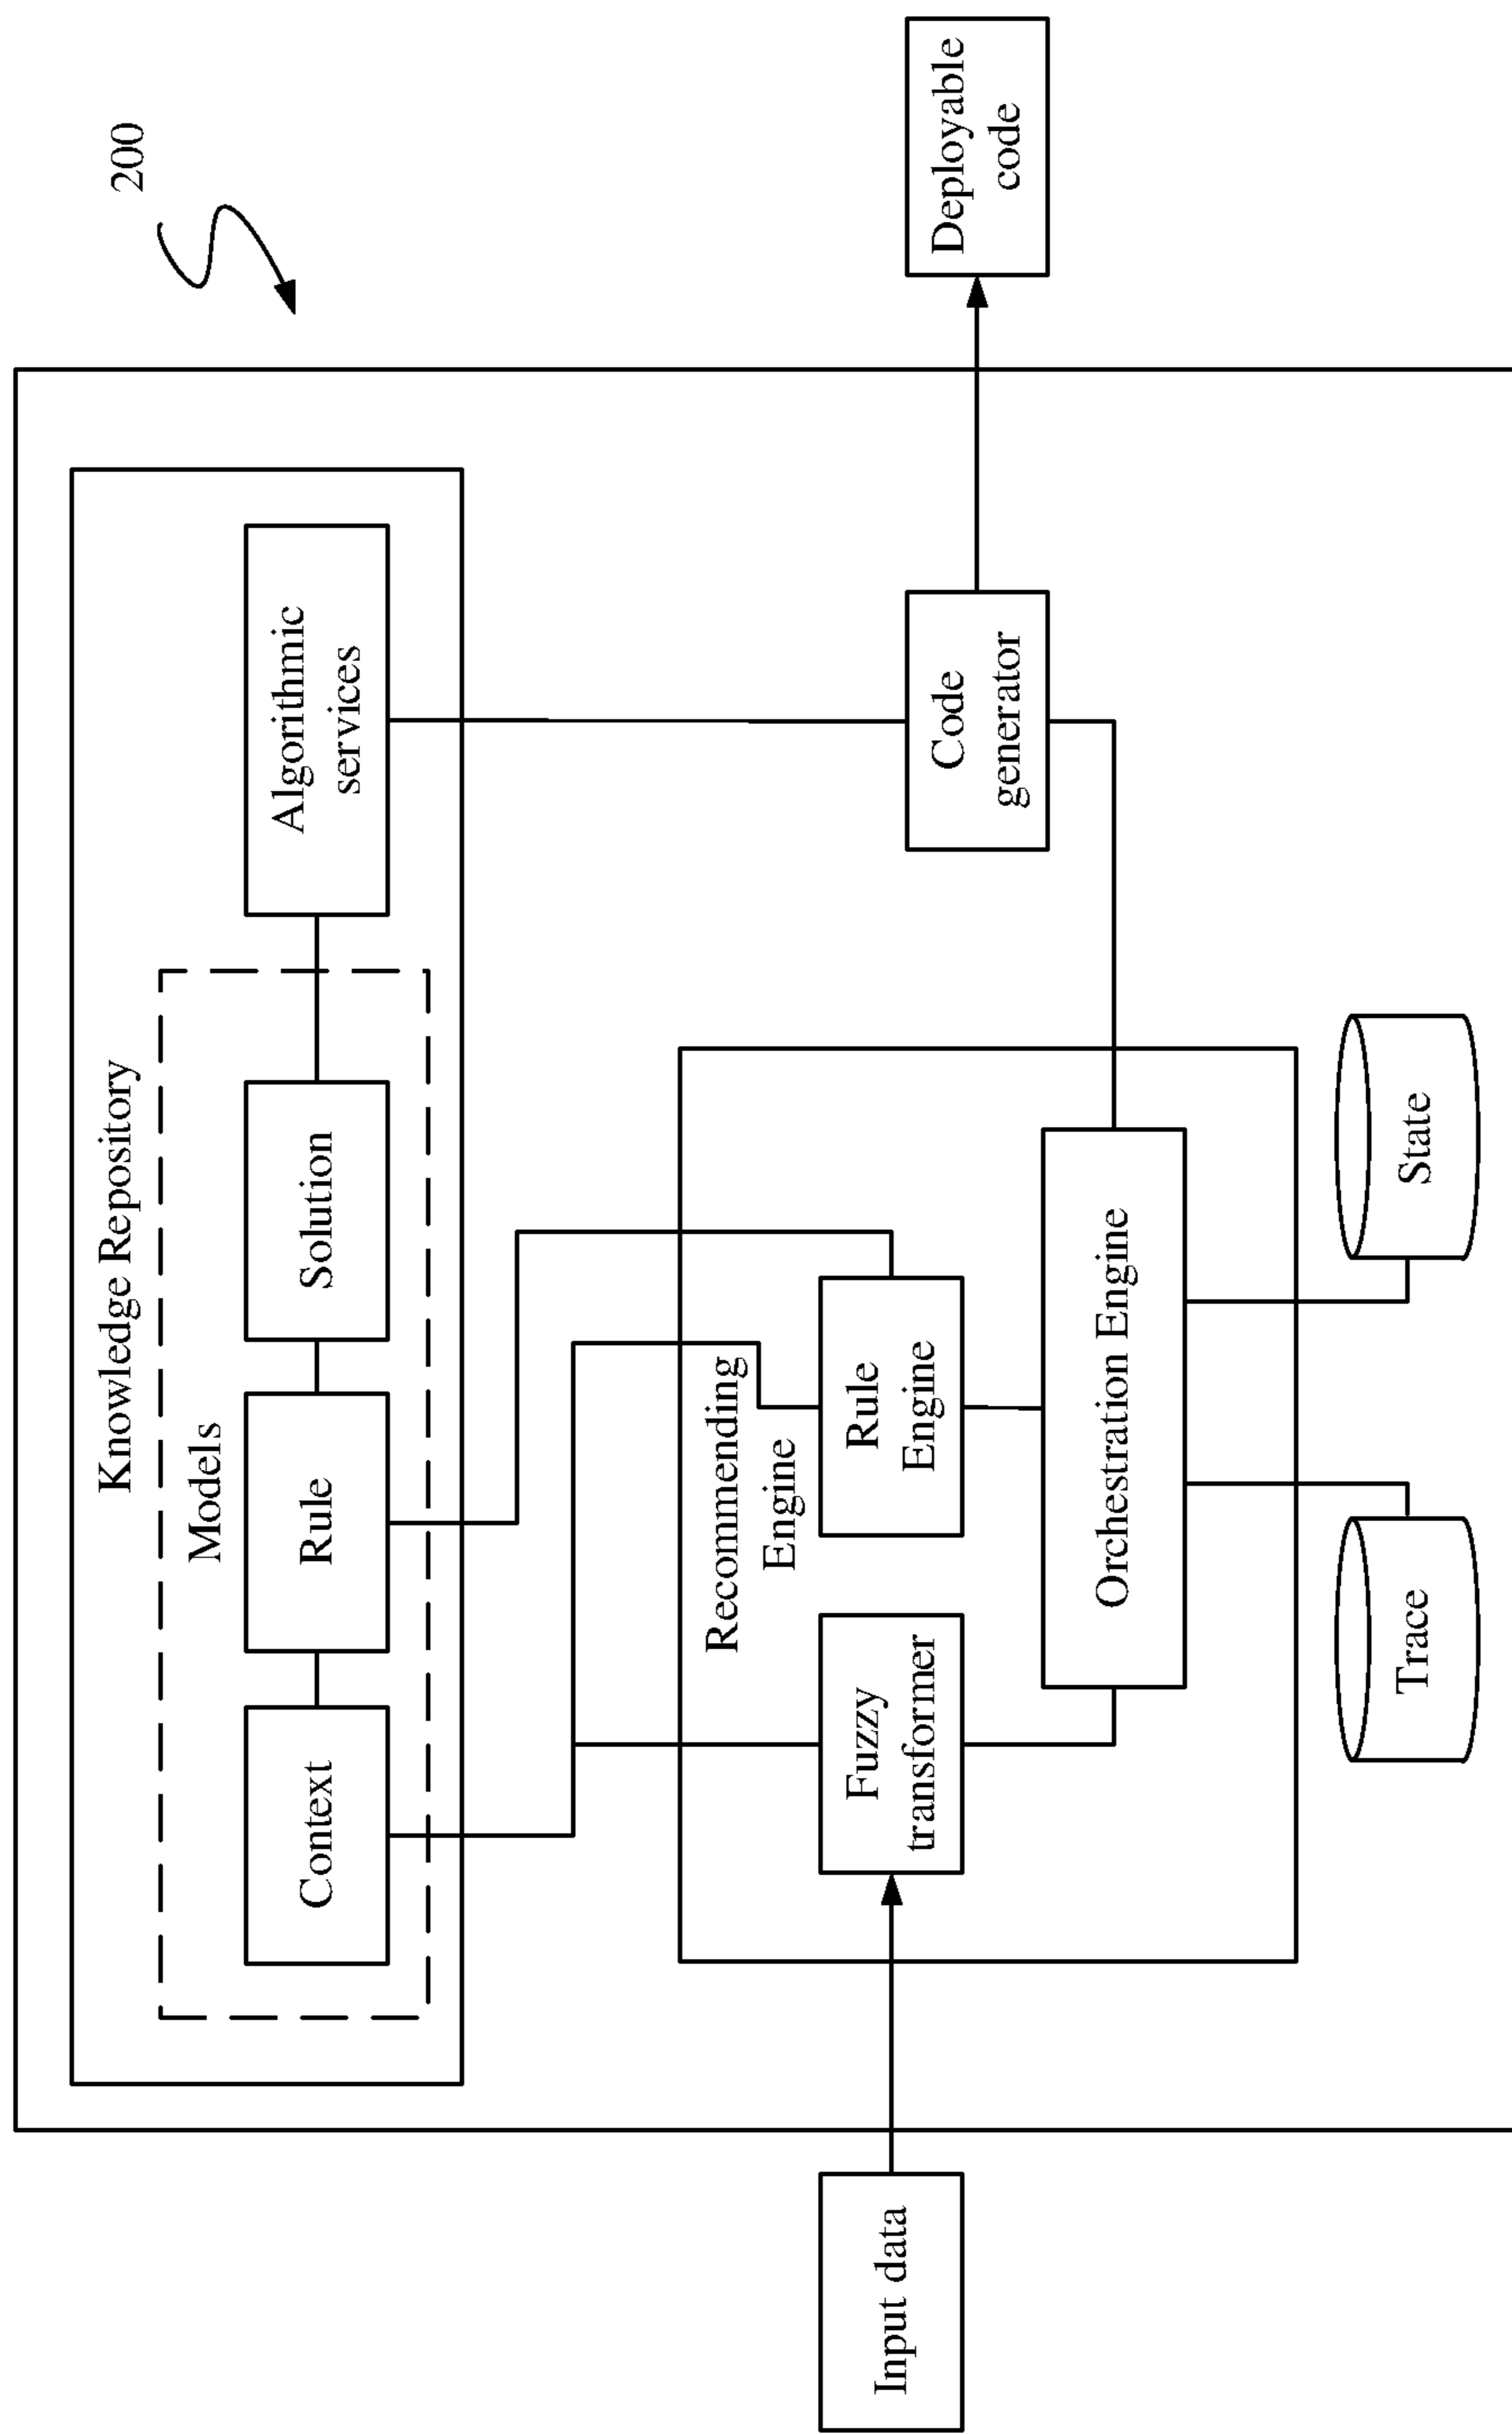 200
Knowledge Repository
Models
Context
Rule
Solution
Algorithmic
services
Recommending
Engine
Input data
Fuzzy
transformer
Rule
Engine
Code
generator
Deployable
code
Orchestration Engine
Trace
State